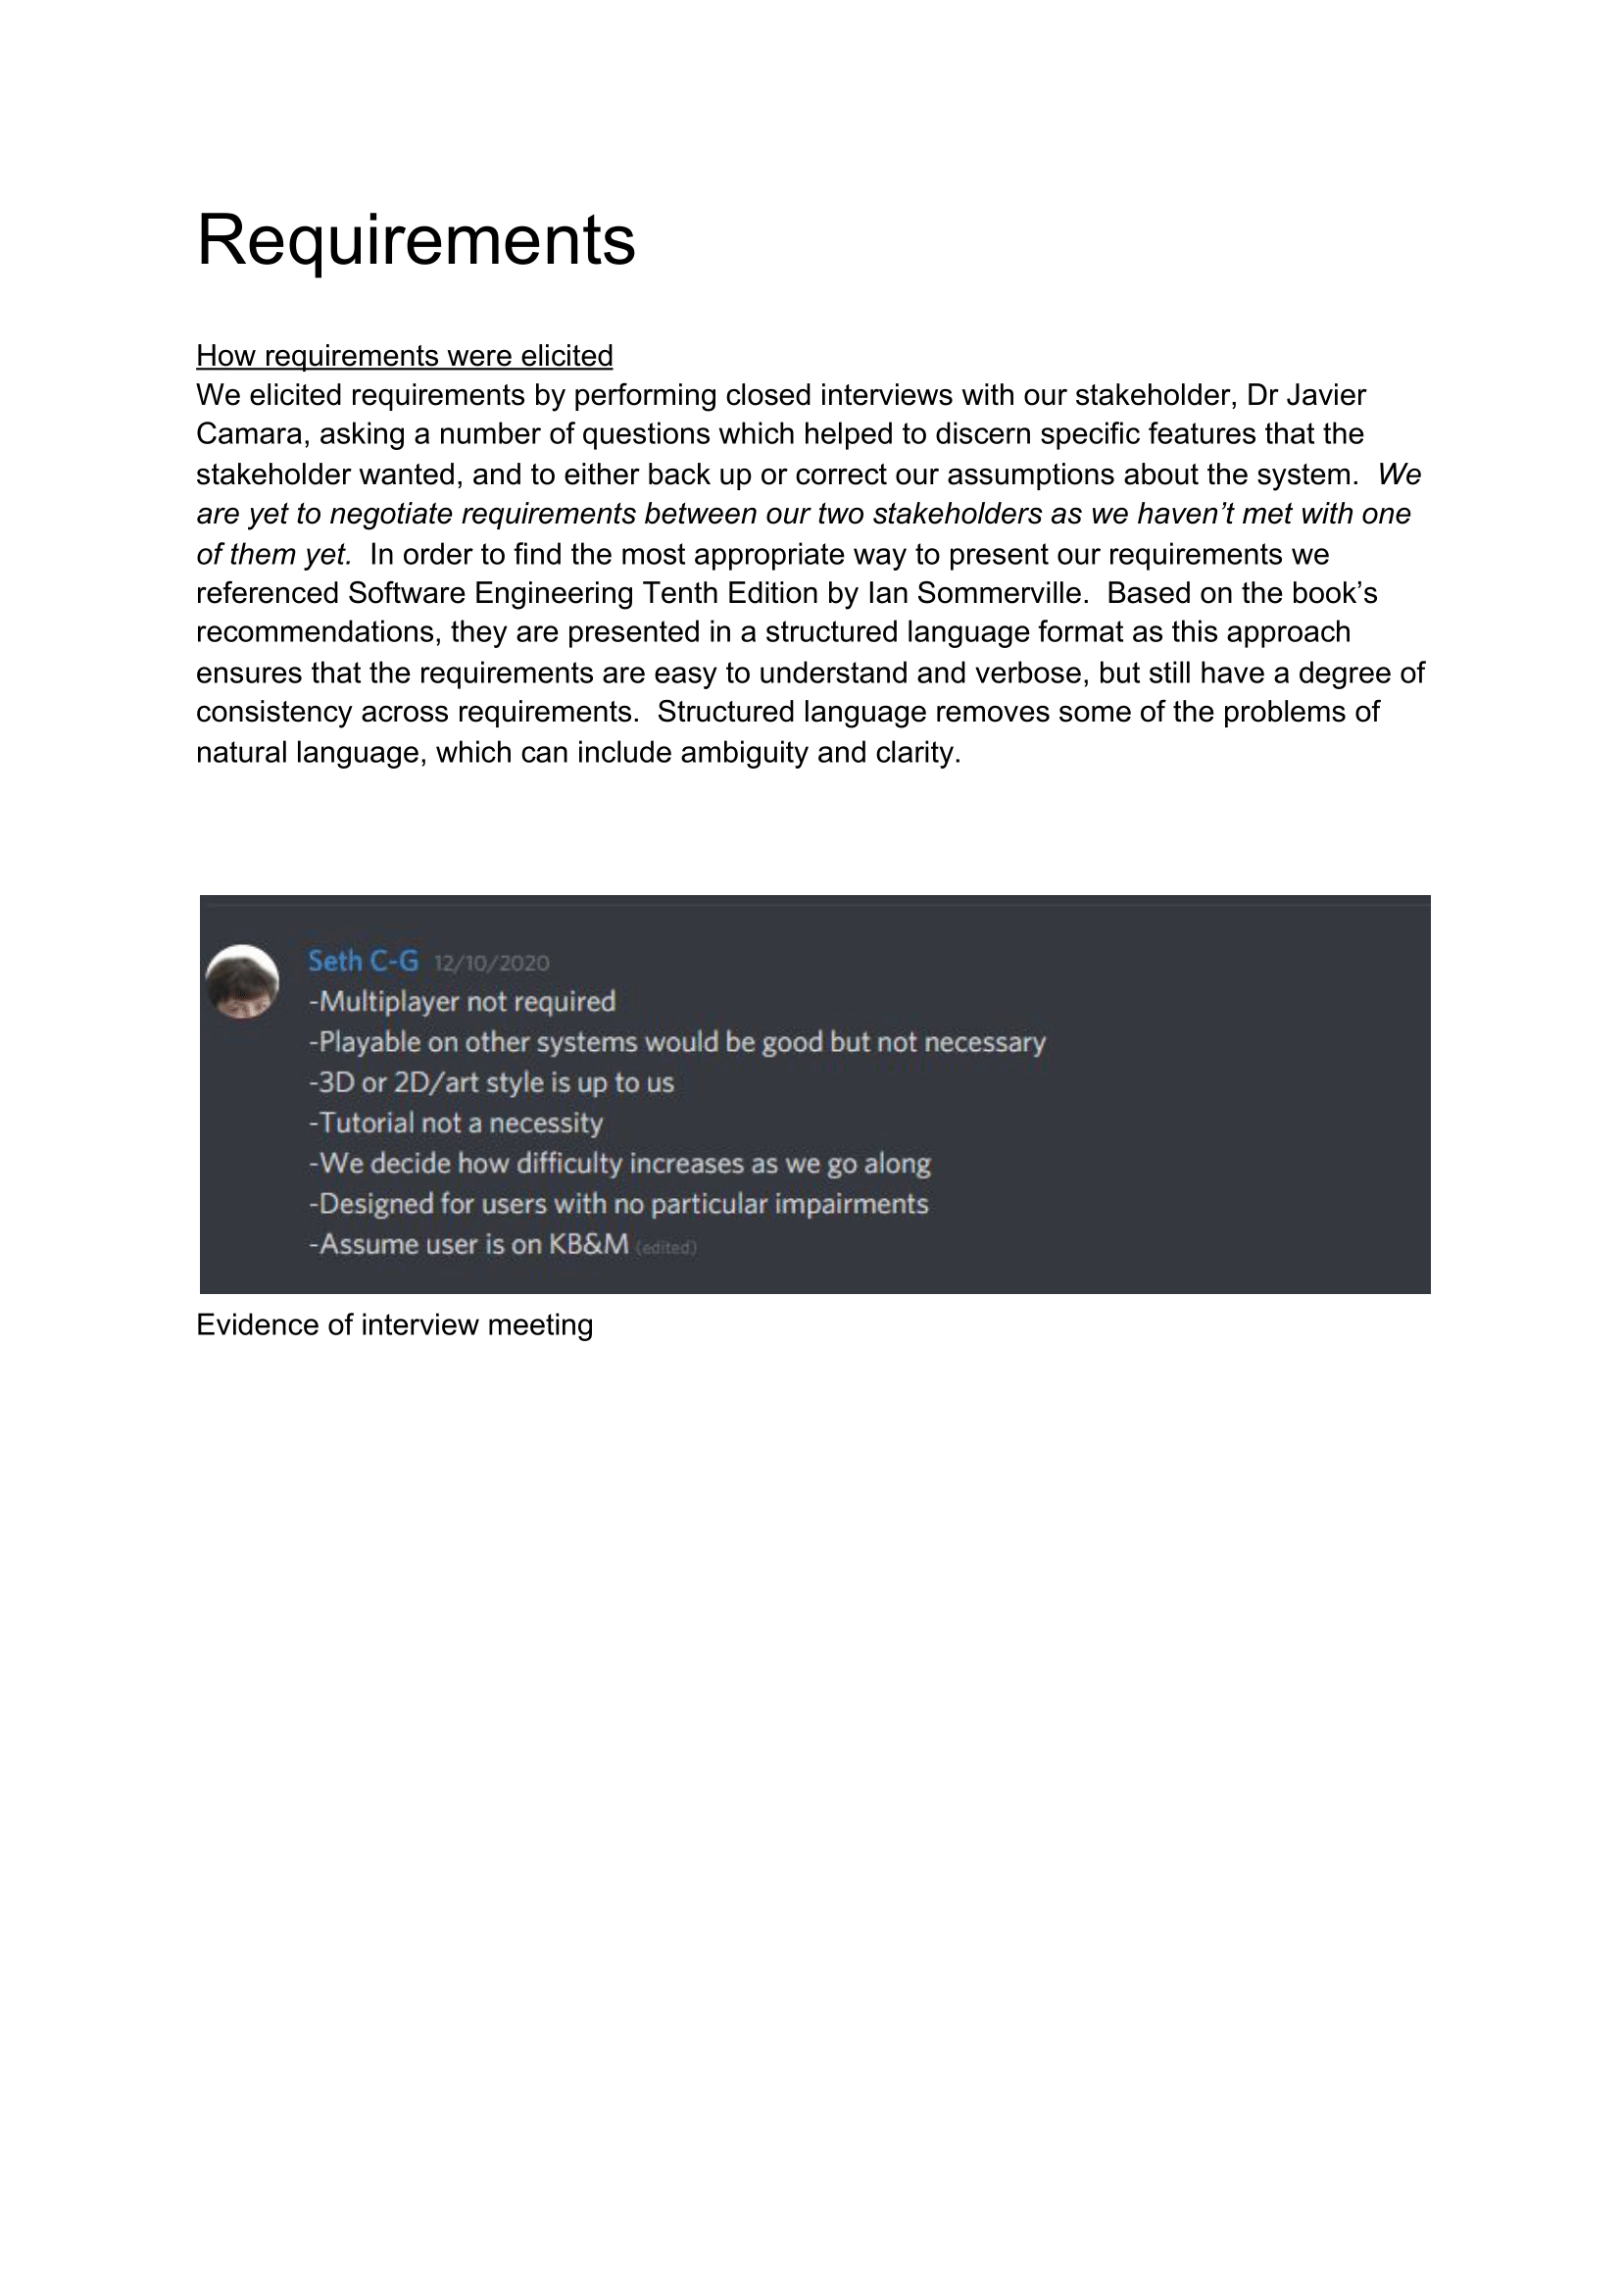 Requirements
How requirements were elicited
We elicited requirements by performing closed interviews with our stakeholder, Dr Javier
Camara, asking a number of questions which helped to discern specific features that the
stakeholder wanted, and to either back up or correct our assumptions about the system.  We
are yet to negotiate requirements between our two stakeholders as we haven’t met with one
of them yet.  In order to find the most appropriate way to present our requirements we
referenced Software Engineering Tenth Edition by Ian Sommerville.  Based on the book’s
recommendations, they are presented in a structured language format as this approach
ensures that the requirements are easy to understand and verbose, but still have a degree of
consistency across requirements.  Structured language removes some of the problems of
natural language, which can include ambiguity and clarity.
Seth C-G 12/10/2020
-Multiplayer not required
-Playable on other systems would be good but not necessary
-3D or 2D/art style is up to us
-Tutorial not a necessity
-We decide how difficulty increases as we go along
-Designed for users with no particular impairments
-Assume user is on KB&M (edited)
Evidence of interview meeting